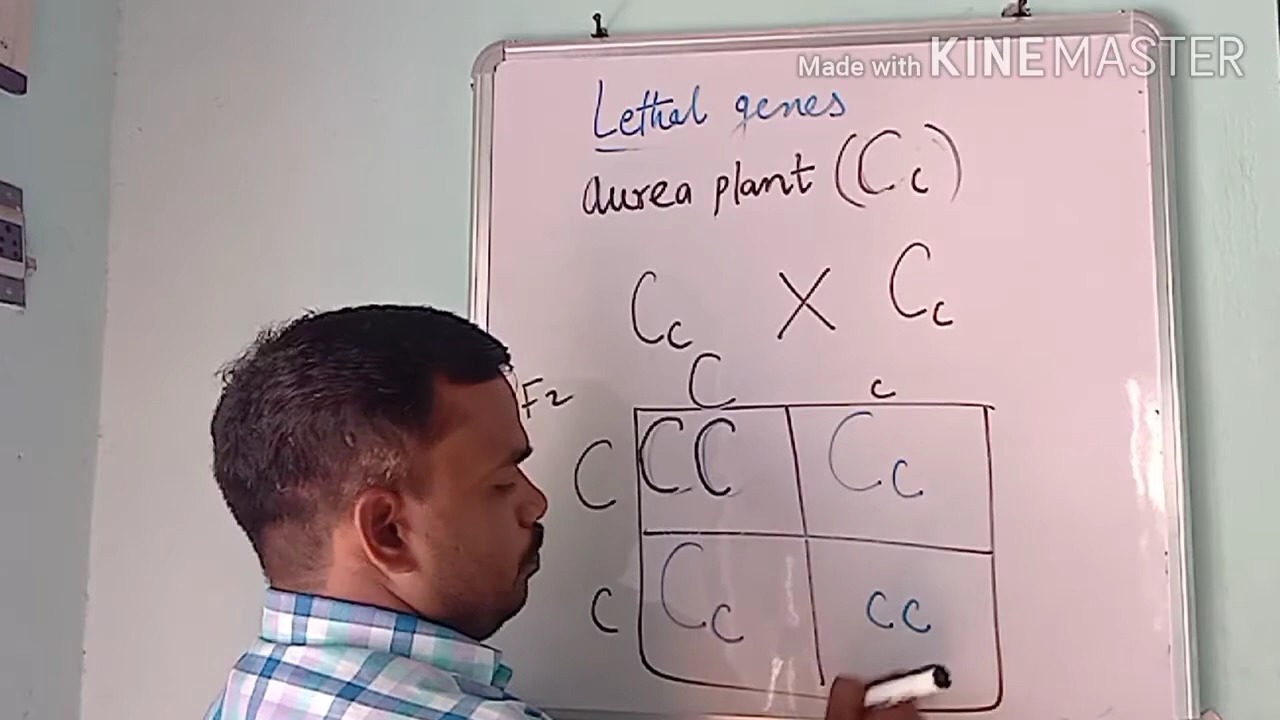 Made with KINEMASTER
Lethal genes
aurea plant (Cc)
Cc X Cc
F2
C c
C CC Cc
c Cc cc